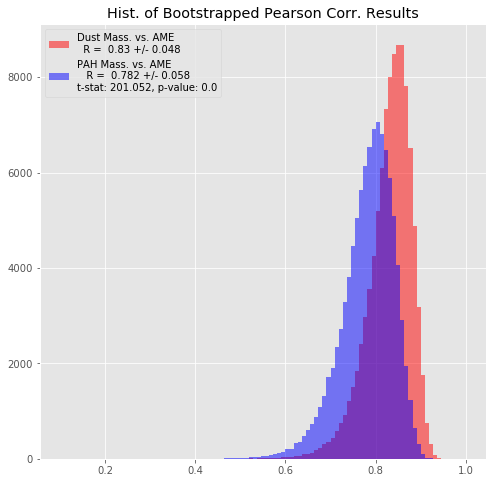 Hist. of Bootstrapped Pearson Corr. Results
Dust Mass. vs. AME
R =  0.83 +/- 0.048
PAH Mass. vs. AME
R =  0.782 +/- 0.058
t-stat: 201.052, p-value: 0.0
8000
6000
4000
2000
0
0.2 0.4 0.6 0.8 1.0